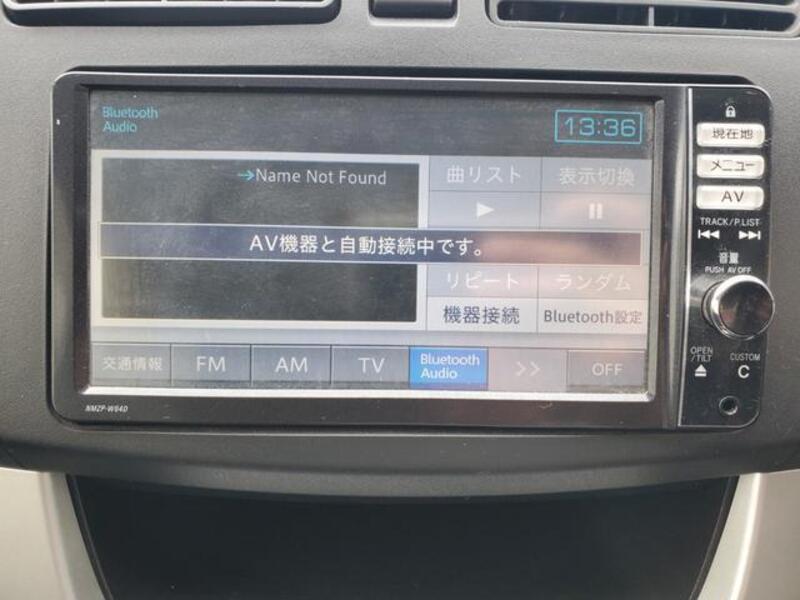 Bluetooth
Audio
13:36
→Name Not Found
曲リスト
表示切換
AV機器と自動接続中です。
リピート
ランダム
機器接続
Bluetooth設定
交通情報
FM
AM
TV
Bluetooth
Audio
>>
OFF
NMZP-W64D
現在地
メニュー
AV
TRACK/P.LIST
音量
PUSH AV OFF
OPEN
/TILT
CUSTOM
C